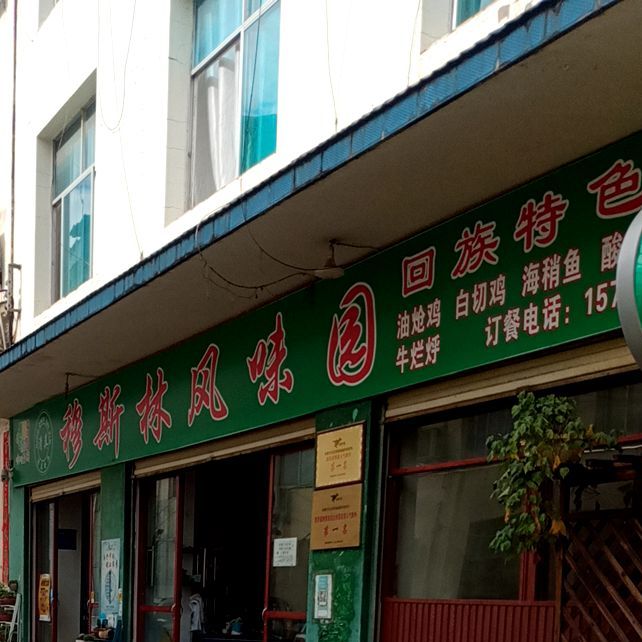 穆斯林风味园
回族特色
油炝鸡 白切鸡 海稍鱼 酸
牛烂烀 订餐电话：157
第一名
第一名